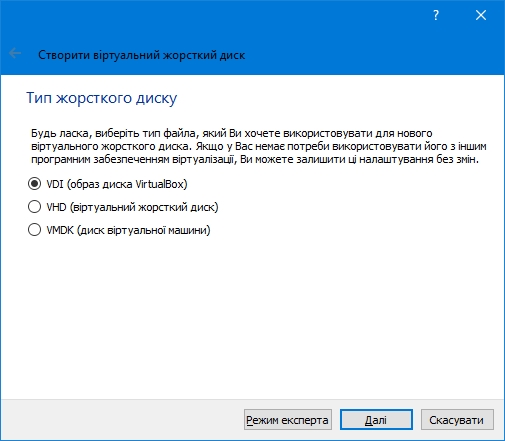 ?
Створити віртуальний жорсткий диск
Тип жорсткого диску
Будь ласка, виберіть тип файла, який Ви хочете використовувати для нового
віртуального жорсткого диска. Якщо у Вас немає потреби використовувати його з іншим
програмним забезпеченням віртуалізації, Ви можете залишити ці налаштування без змін.
VDI (образ диска VirtualBox)
VHD (віртуальний жорсткий диск)
VMDK (диск віртуальної машини)
Режим експерта Далі Скасувати